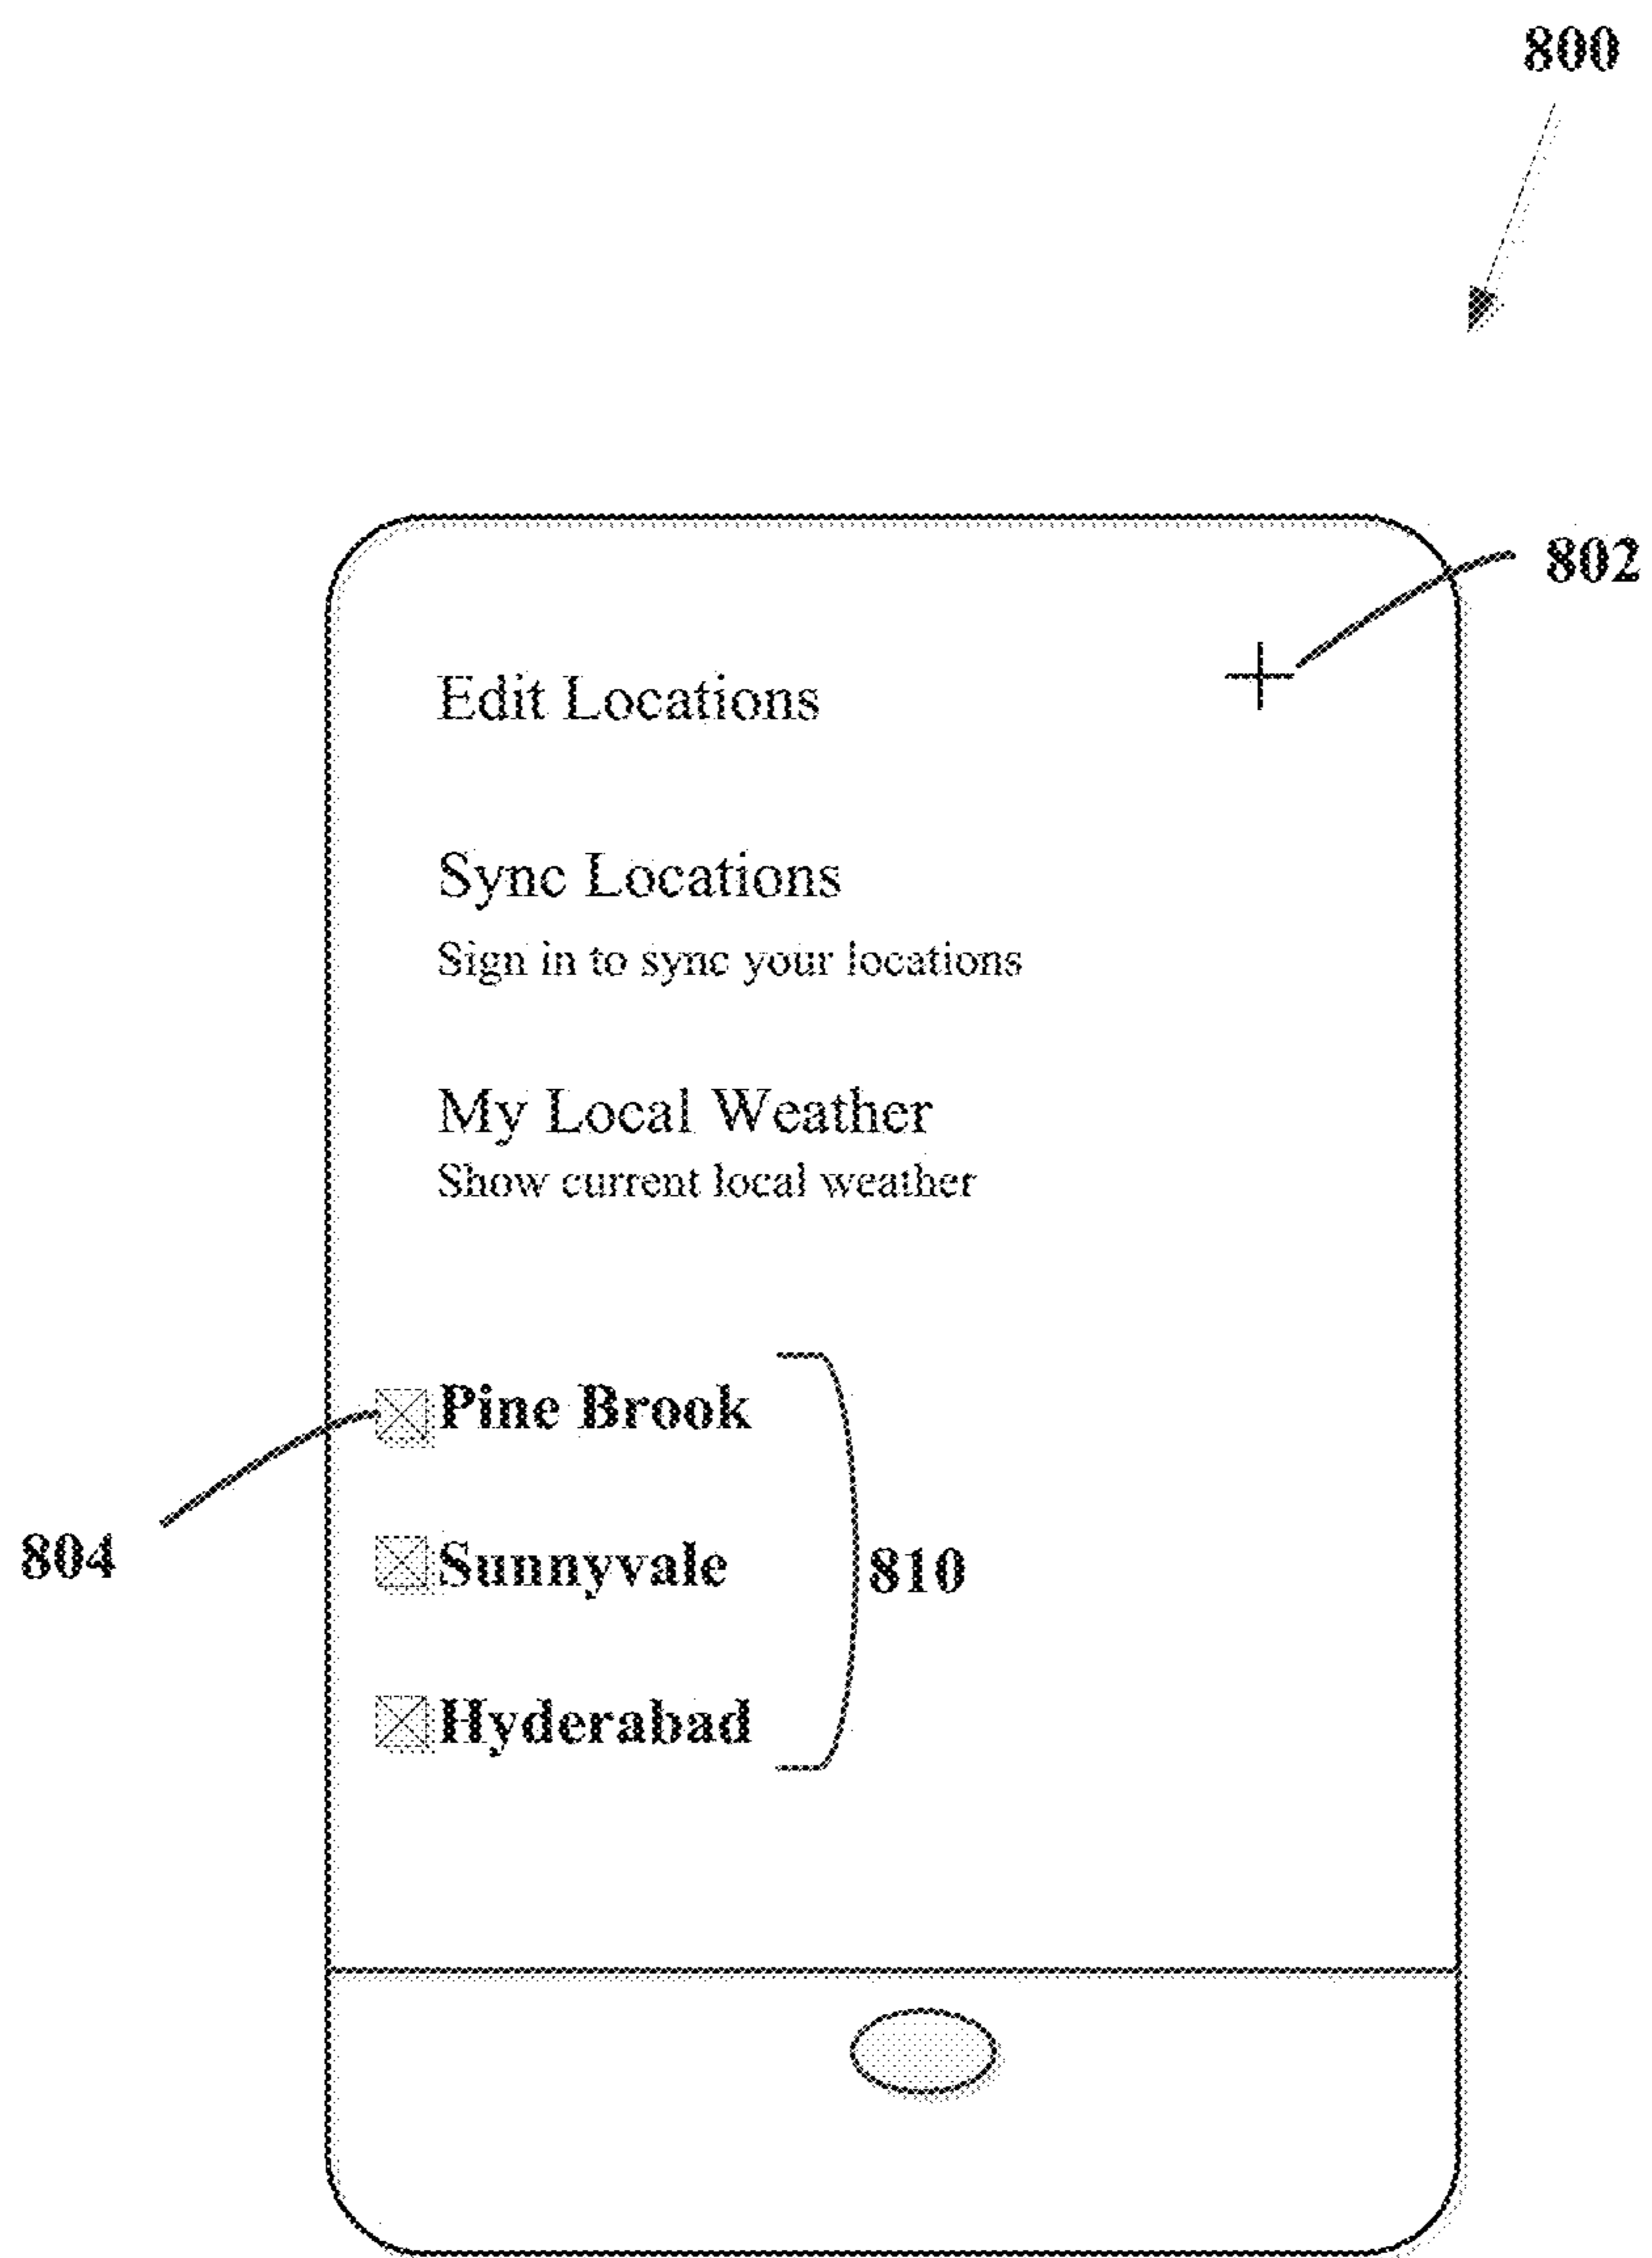 800
802
Edit Locations
Sync Locations
Sign in to sync your locations
My Local Weather
Show current local weather
Pine Brook
804
Sunnyvale
810
Hyderabad